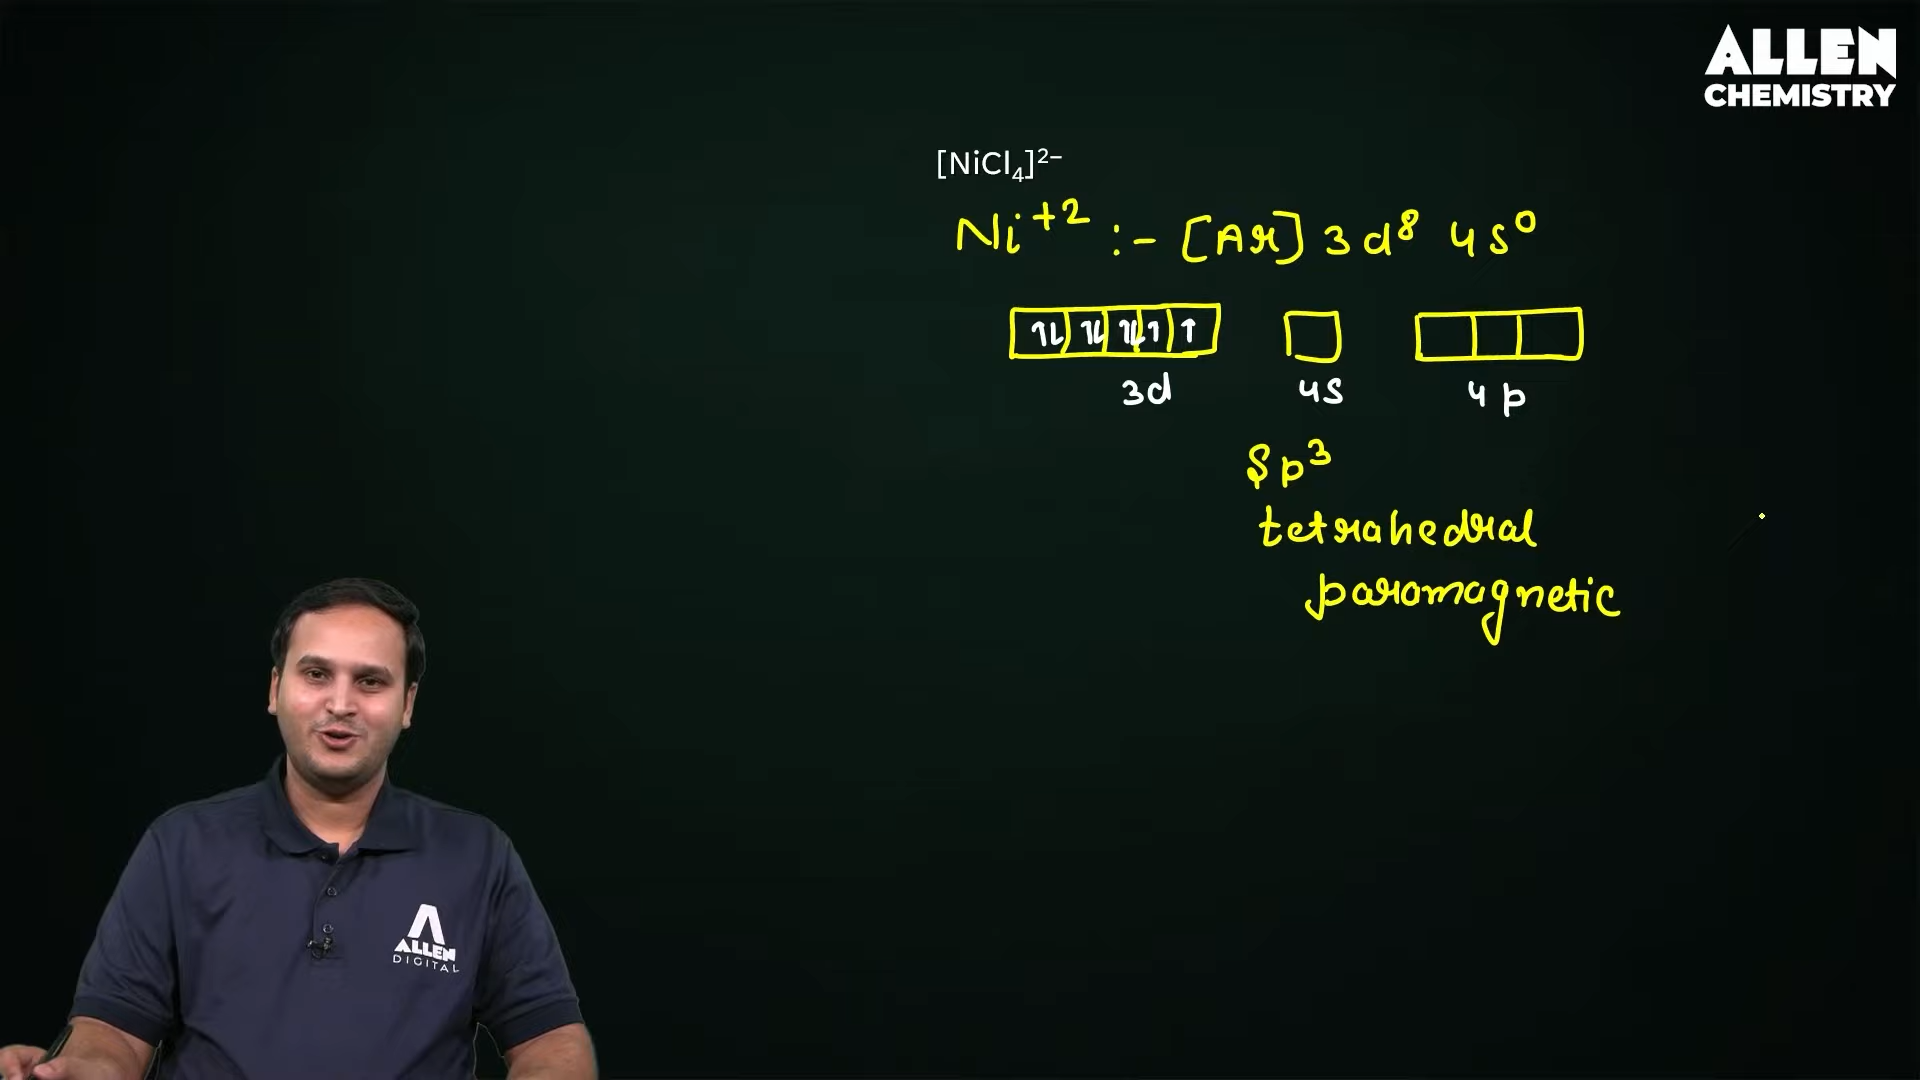 ALLEN
CHEMISTRY
[NiCl₄]²⁻
Ni⁺² :- [Ar] 3d⁸ 4s⁰
3d 4s 4p
sp³
tetrahedral
paramagnetic
ALLEN
DIGITAL